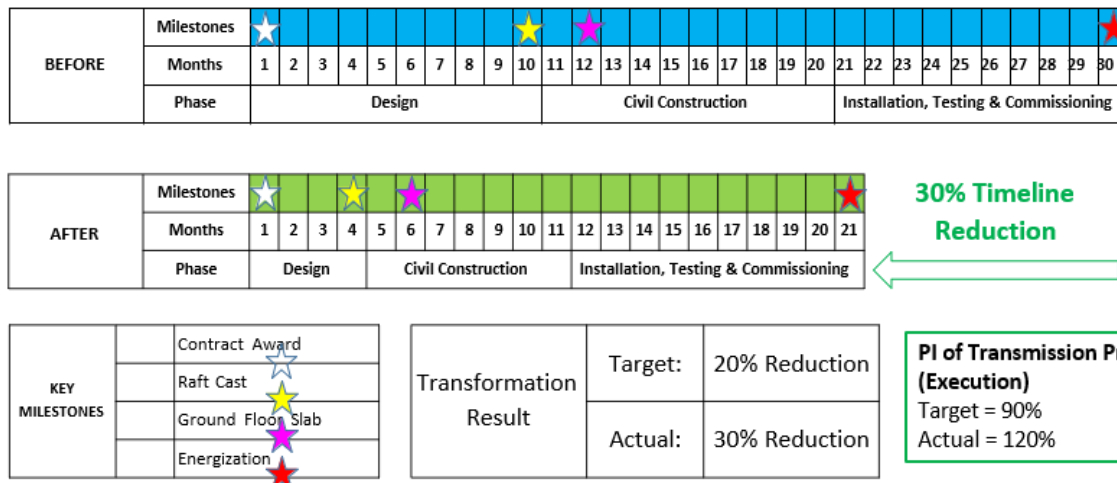 BEFORE
Milestones
Months 1 2 3 4 5 6 7 8 9 10 11 12 13 14 15 16 17 18 19 20 21 22 23 24 25 26 27 28 29 30
Phase Design Civil Construction Installation, Testing & Commissioning
AFTER
Milestones
Months 1 2 3 4 5 6 7 8 9 10 11 12 13 14 15 16 17 18 19 20 21
Phase Design Civil Construction Installation, Testing & Commissioning
30% Timeline
Reduction
KEY
MILESTONES
Contract Award
Raft Cast
Ground Floor Slab
Energization
Transformation
Result
Target: 20% Reduction
Actual: 30% Reduction
PI of Transmission
(Execution)
Target = 90%
Actual = 120%